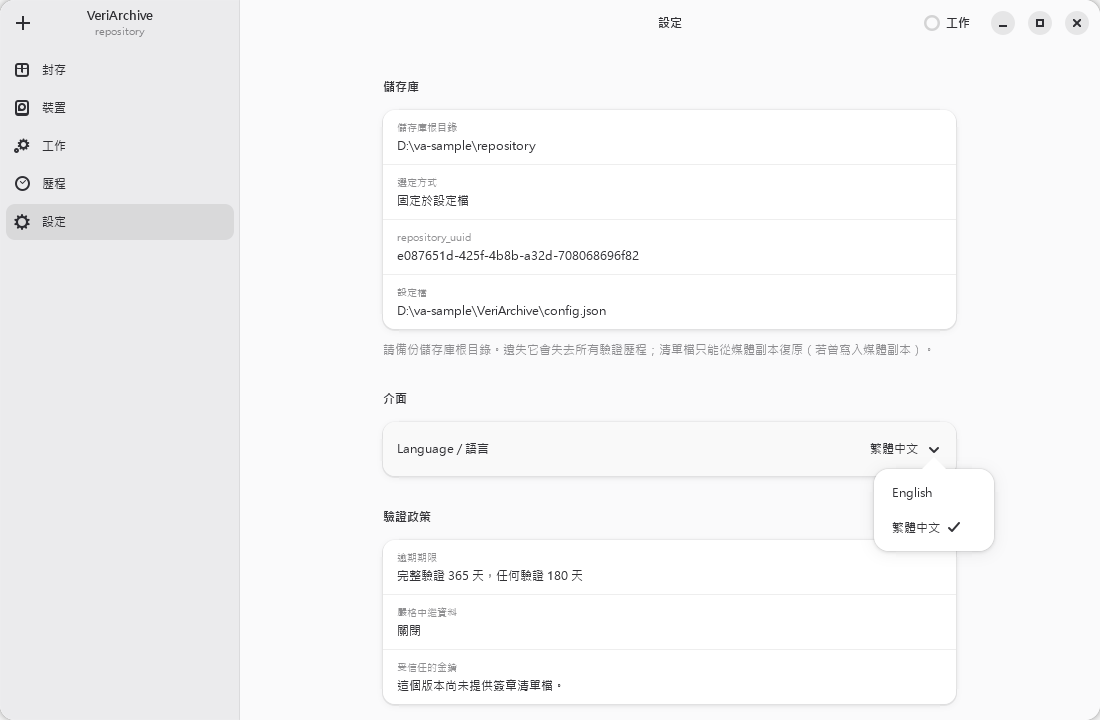 VeriArchive
repository
設定
工作
封存
裝置
工作
歷程
設定
儲存庫
儲存庫根目錄
D:\va-sample\repository
選定方式
固定於設定檔
repository_uuid
e087651d-425f-4b8b-a32d-708068696f82
設定檔
D:\va-sample\VeriArchive\config.json
請備份儲存庫根目錄。遺失它會失去所有驗證歷程；清單檔只能從媒體副本復原（若曾寫入媒體副本）。
介面
Language / 語言
繁體中文
English
繁體中文
驗證政策
逾期期限
完整驗證 365 天，任何驗證 180 天
嚴格中繼資料
關閉
受信任的金鑰
這個版本尚未提供簽章清單檔。